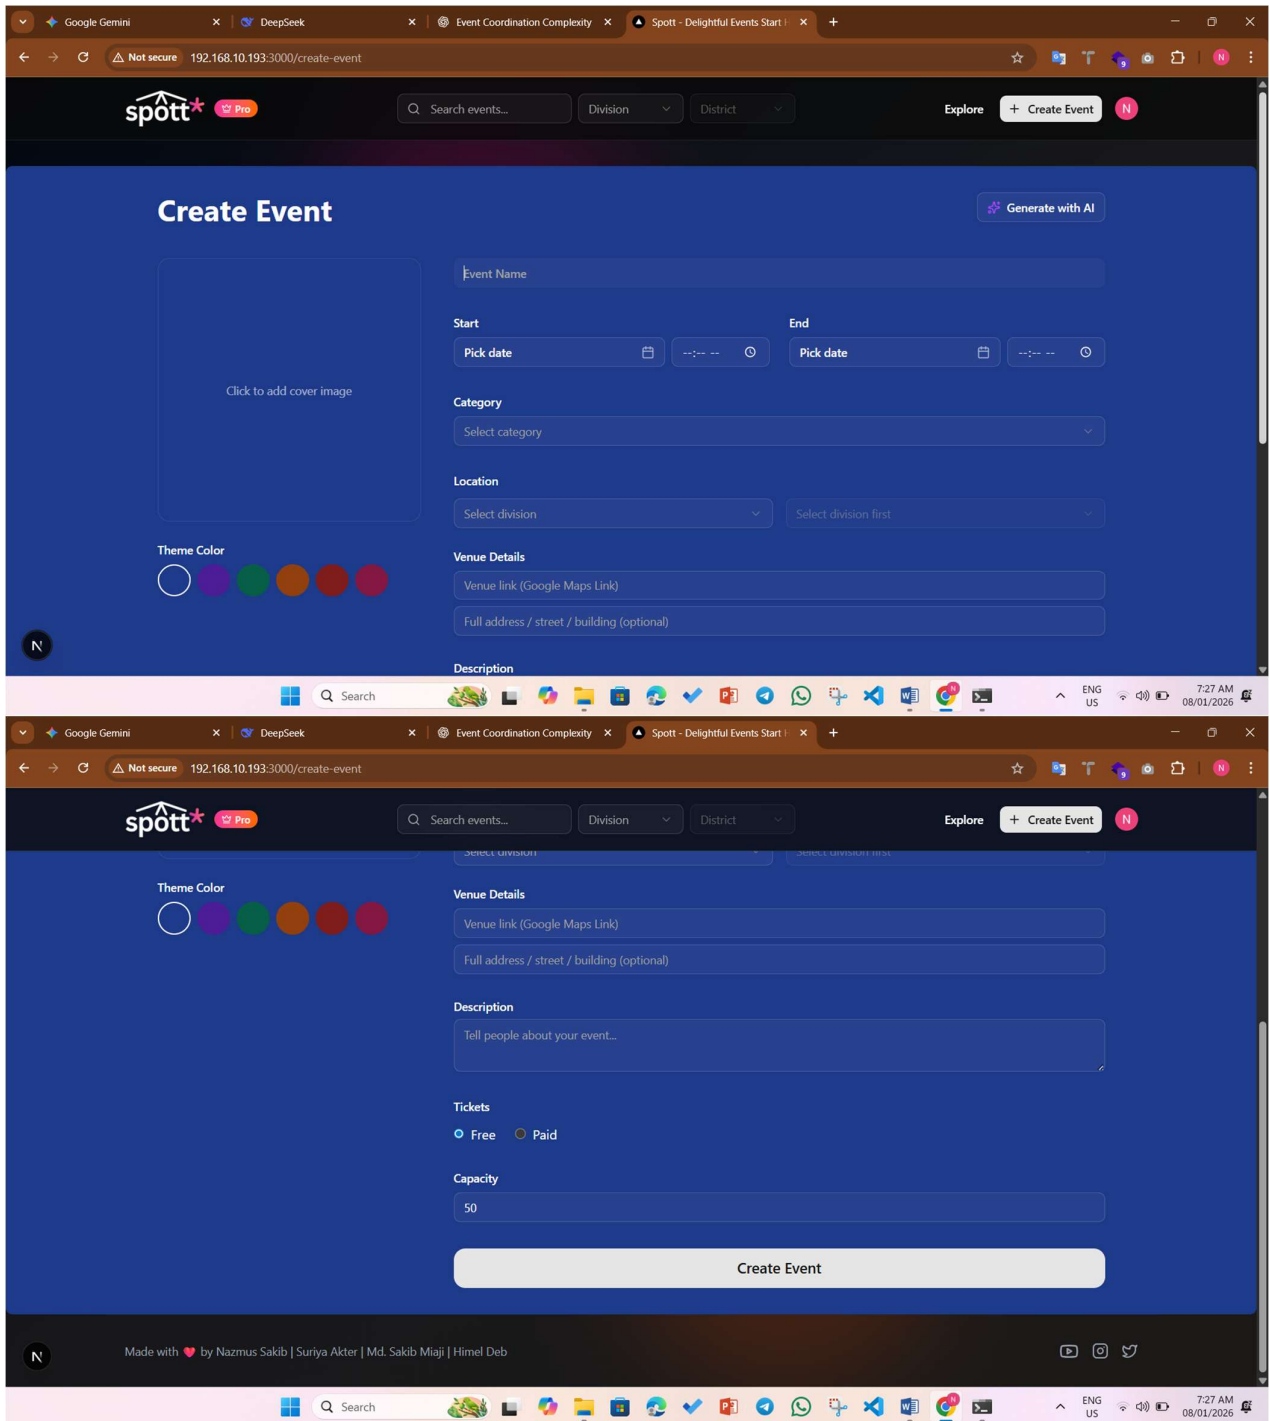 Google Gemini DeepSeek Event Coordination Complexity Spott - Delightful Events Start H
Not secure 192.168.10.193:3000/create-event 9 N
spott* Pro Search events... Division District Explore + Create Event N
Create Event Generate with AI
Event Name
Start End
Pick date --:-- -- Pick date --:-- --
Click to add cover image
Category
Select category
Location
Select division Select division first
Theme Color
Venue Details
Venue link (Google Maps Link)
Full address / street / building (optional)
N
Description
Search ENG 7:27 AM
US 08/01/2026
Google Gemini DeepSeek Event Coordination Complexity Spott - Delightful Events Start H
Not secure 192.168.10.193:3000/create-event 9 N
spott* Pro Search events... Division District Explore + Create Event N
Select division Select division first
Theme Color
Venue Details
Venue link (Google Maps Link)
Full address / street / building (optional)
Description
Tell people about your event...
Tickets
Free Paid
Capacity
50
Create Event
N
Made with ❤ by Nazmus Sakib | Suriya Akter | Md. Sakib Miaji | Himel Deb
Search ENG 7:27 AM
US 08/01/2026